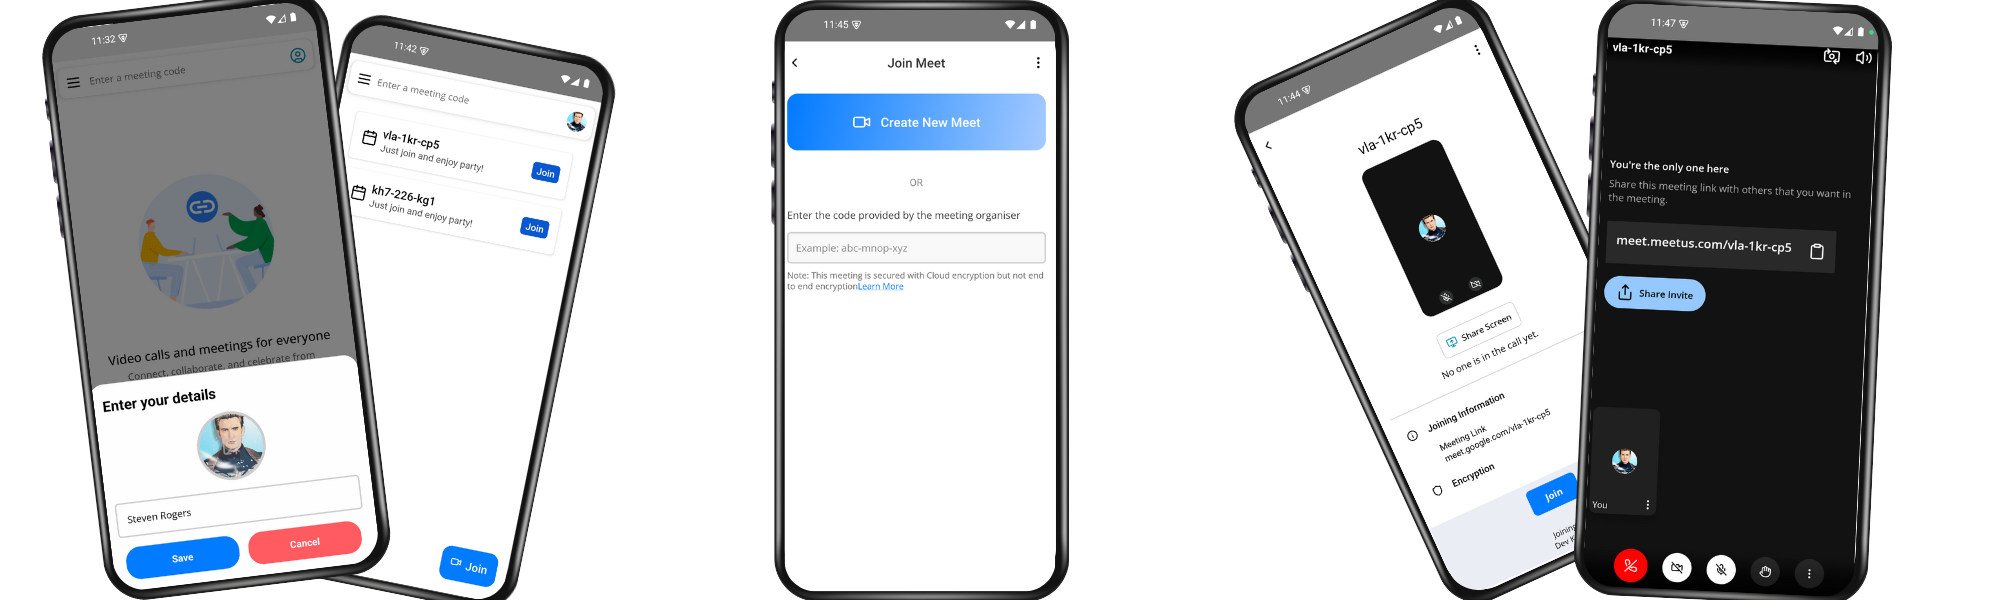 11:32
Enter a meeting code
Video calls and meetings for everyone
Connect, collaborate, and celebrate from
Enter your details
Steven Rogers
Save
Cancel
11:42
Enter a meeting code
vla-1kr-cp5
Just join and enjoy party!
Join
kh7-226-kg1
Just join and enjoy party!
Join
Join
11:45
Join Meet
Create New Meet
OR
Enter the code provided by the meeting organiser
Example: abc-mnop-xyz
Note: This meeting is secured with Cloud encryption but not end
to end encryptionLearn More
11:44
vla-1kr-cp5
Share Screen
No one is in the call yet.
Joining Information
Meeting Link
meet.google.com/vla-1kr-cp5
Encryption
Join
Joining
Dev K
11:47
vla-1kr-cp5
You're the only one here
Share this meeting link with others that you want in
the meeting.
meet.meetus.com/vla-1kr-cp5
Share Invite
You